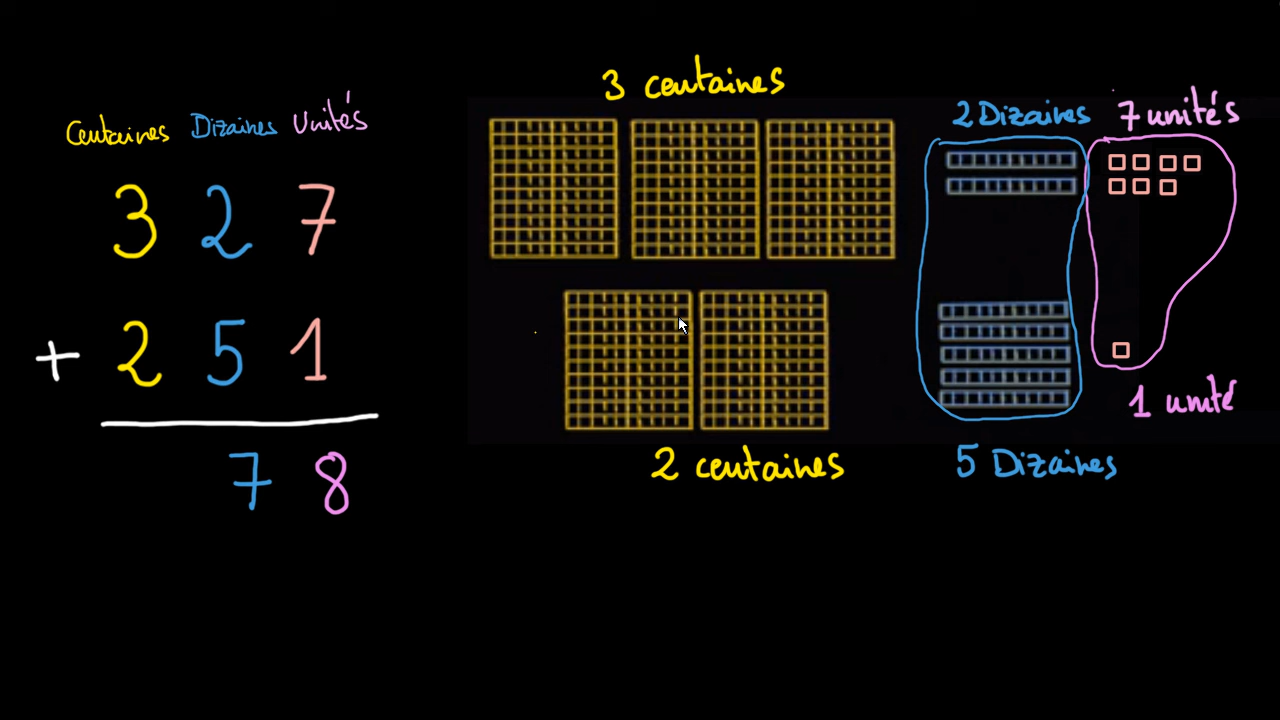 Centaines Dizaines Unités
3 2 7
+ 2 5 1
7 8
3 centaines
2 Dizaines
7 unités
2 centaines
5 Dizaines
1 unité